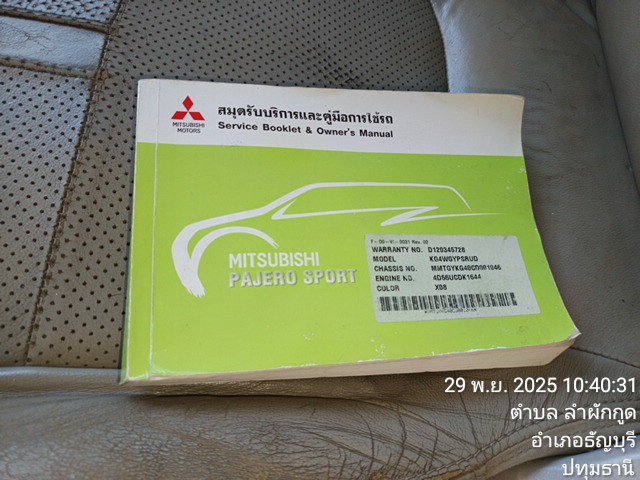 MITSUBISHI
MOTORS
สมุดรับบริการและคู่มือการใช้รถ
Service Booklet & Owner's Manual
MITSUBISHI
PAJERO SPORT
WARRANTY NO. D120345728
MODEL KG4WGYPSRUD
CHASSIS NO.
ENGINE NO. 4D56UCDK1644
COLOR X08
29 พ.ย. 2025 10:40:31
ตำบล ลำผักกูด
อำเภอธัญบุรี
ปทุมธานี